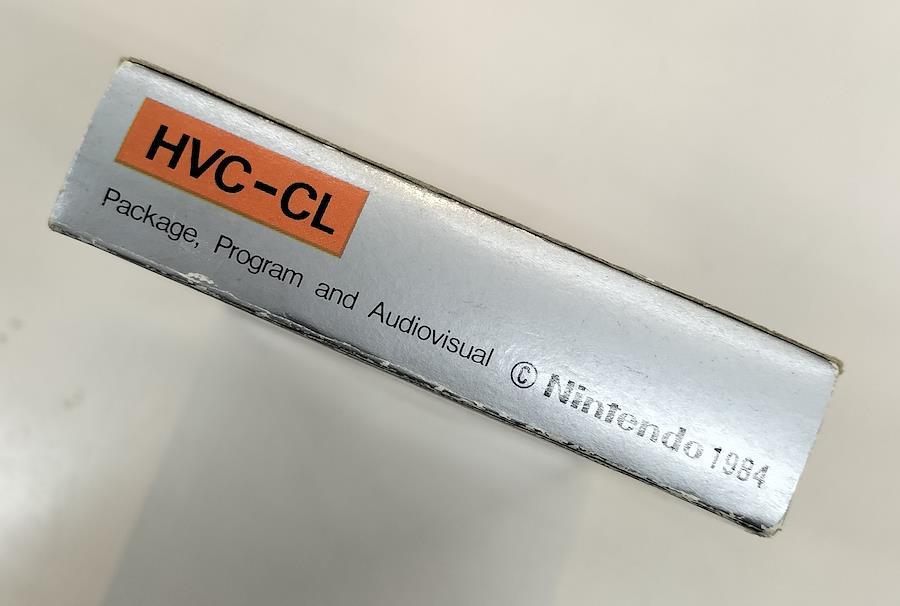 HVC-CL
Package, Program and Audiovisual © Nintendo 1984